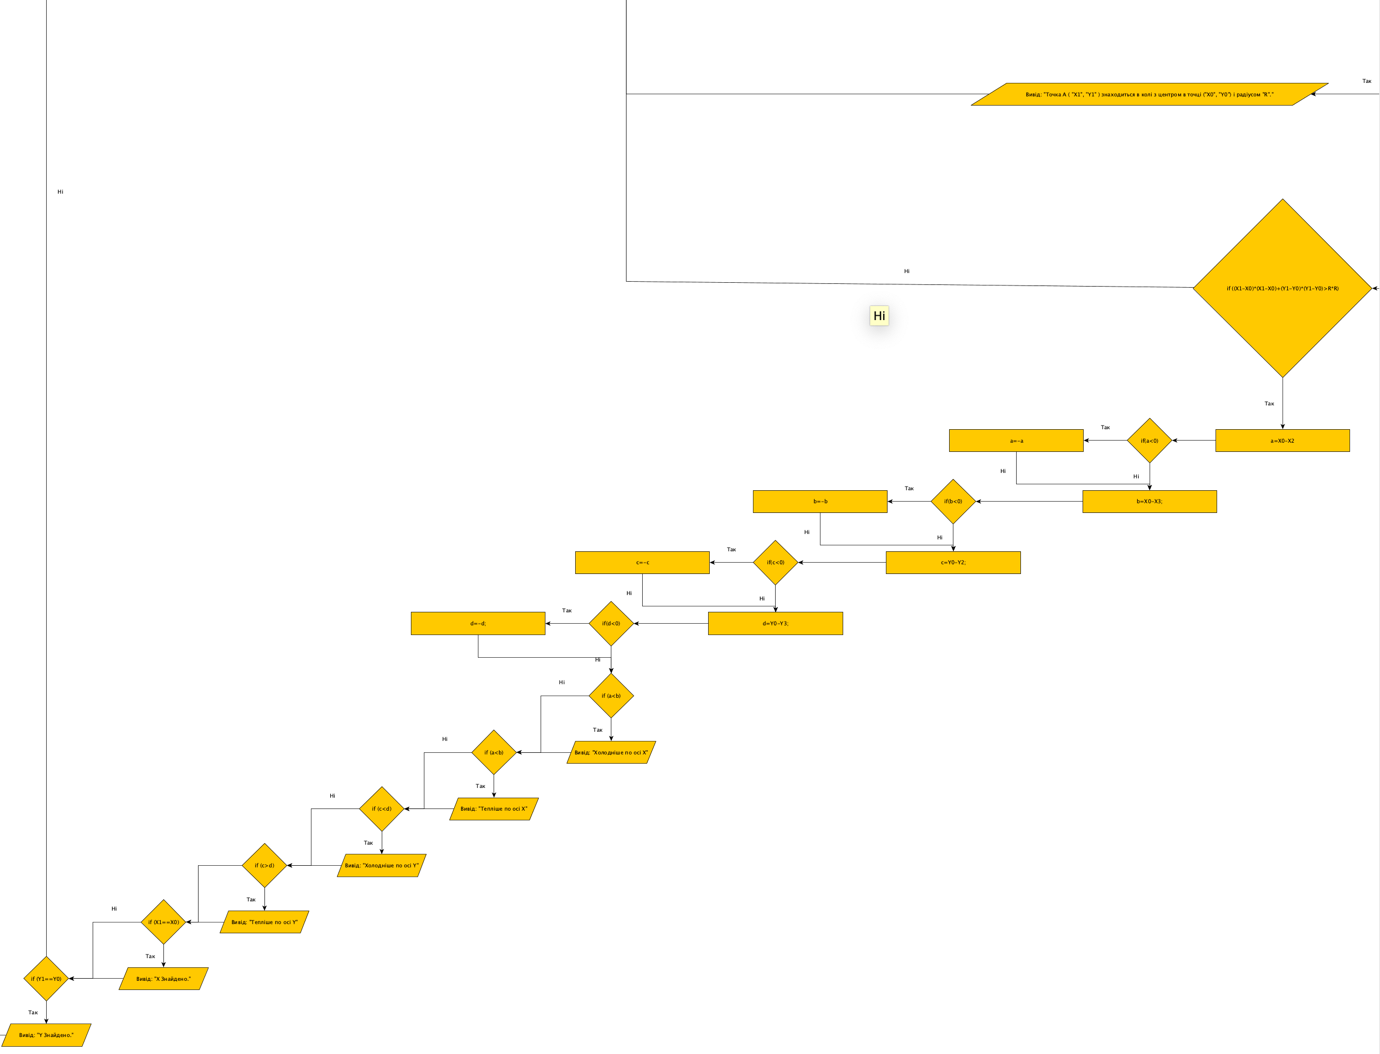 Так
Вивід: "Точка А ( "X1", "Y1" ) знаходиться в колі з центром в точці ("X0", "Y0") і радіусом "R"."
Ні
Ні
if ((X1-X0)*(X1-X0)+(Y1-Y0)*(Y1-Y0)>R*R)
Ні
Так
Так
a=-a
if(a<0)
a=X0-X2
Ні
Ні
Так
b=-b
if(b<0)
b=X0-X3;
Ні
Ні
Так
c=-c
if(c<0)
c=Y0-Y2;
Ні
Ні
Так
d=-d;
if(d<0)
d=Y0-Y3;
Ні
Ні
if (a<b)
Так
Ні
if (a<b)
Вивід: "Холодніше по осі X"
Так
Ні
if (c<d)
Вивід: "Тепліше по осі X"
Так
if (c>d)
Вивід: "Холодніше по осі Y"
Так
Ні
if (X1==X0)
Вивід: "Тепліше по осі Y"
Так
if (Y1==Y0)
Вивід: "X Знайдено."
Так
Вивід: "Y Знайдено."